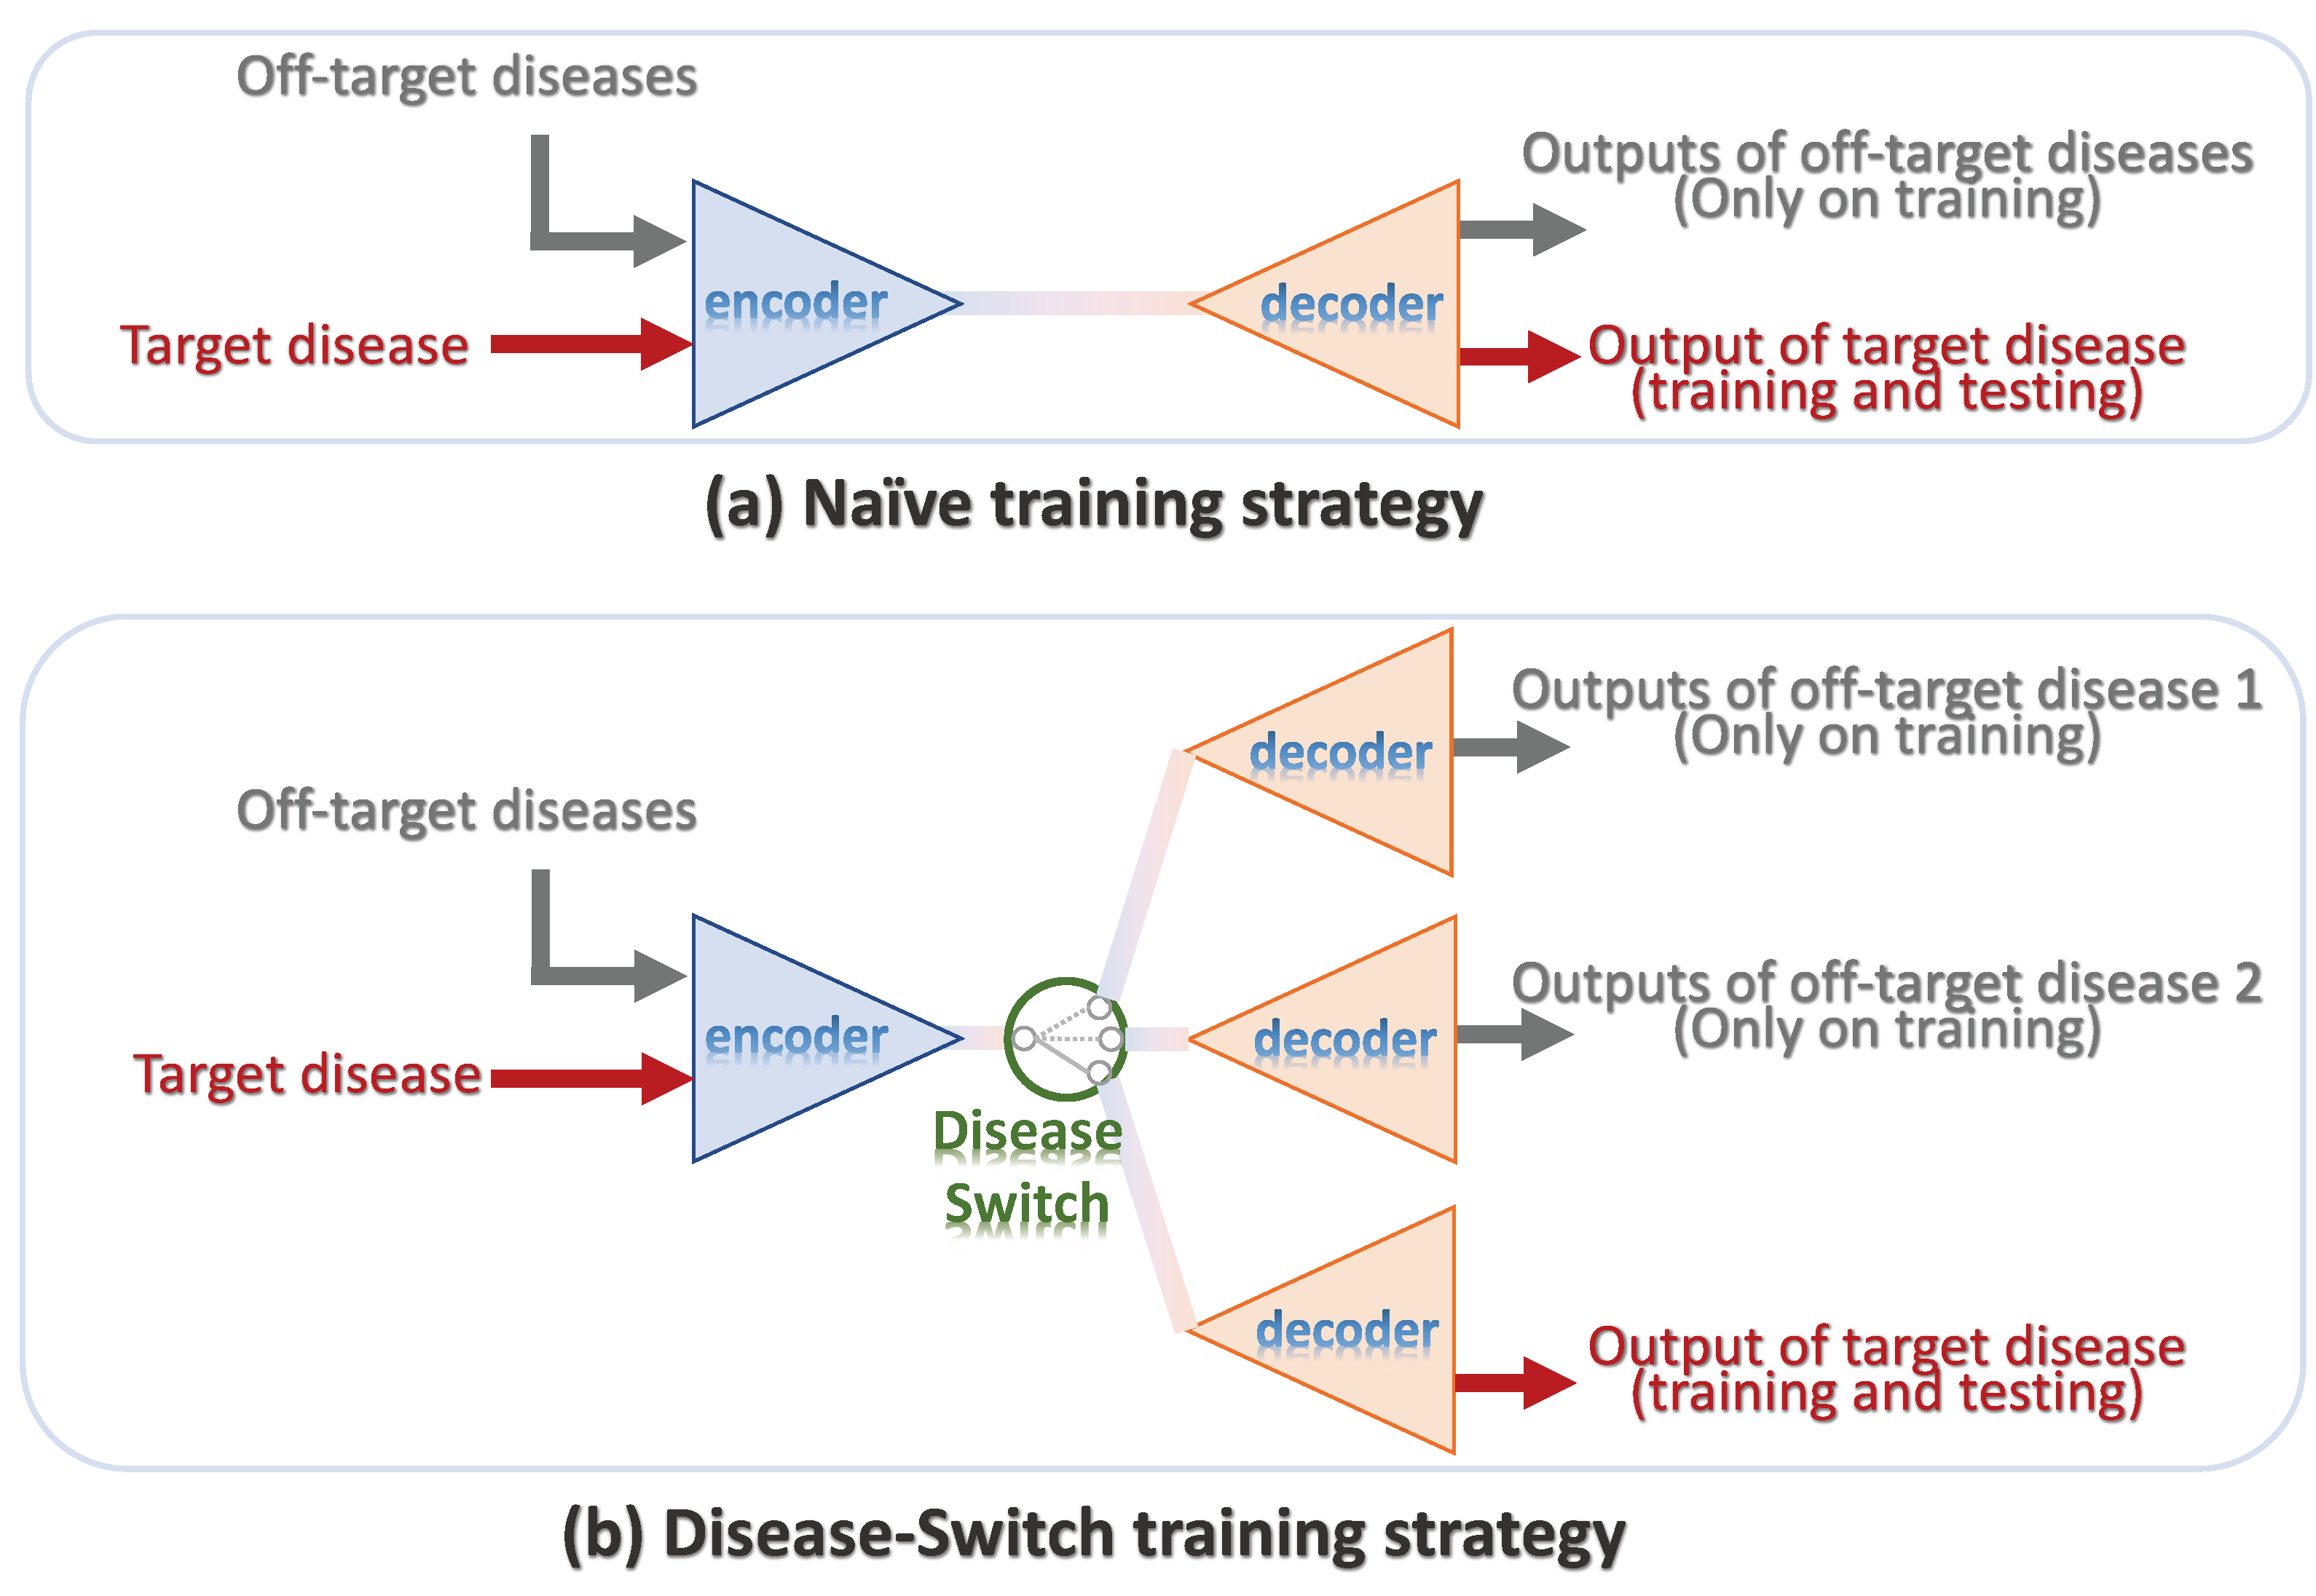 Off-target diseases
Outputs of off-target diseases
(Only on training)
encoder
decoder
Target disease
Output of target disease
(training and testing)
(a) Naïve training strategy
Outputs of off-target disease 1
(Only on training)
decoder
Off-target diseases
Outputs of off-target disease 2
(Only on training)
encoder
decoder
Target disease
Disease
Switch
decoder
Output of target disease
(training and testing)
(b) Disease-Switch training strategy